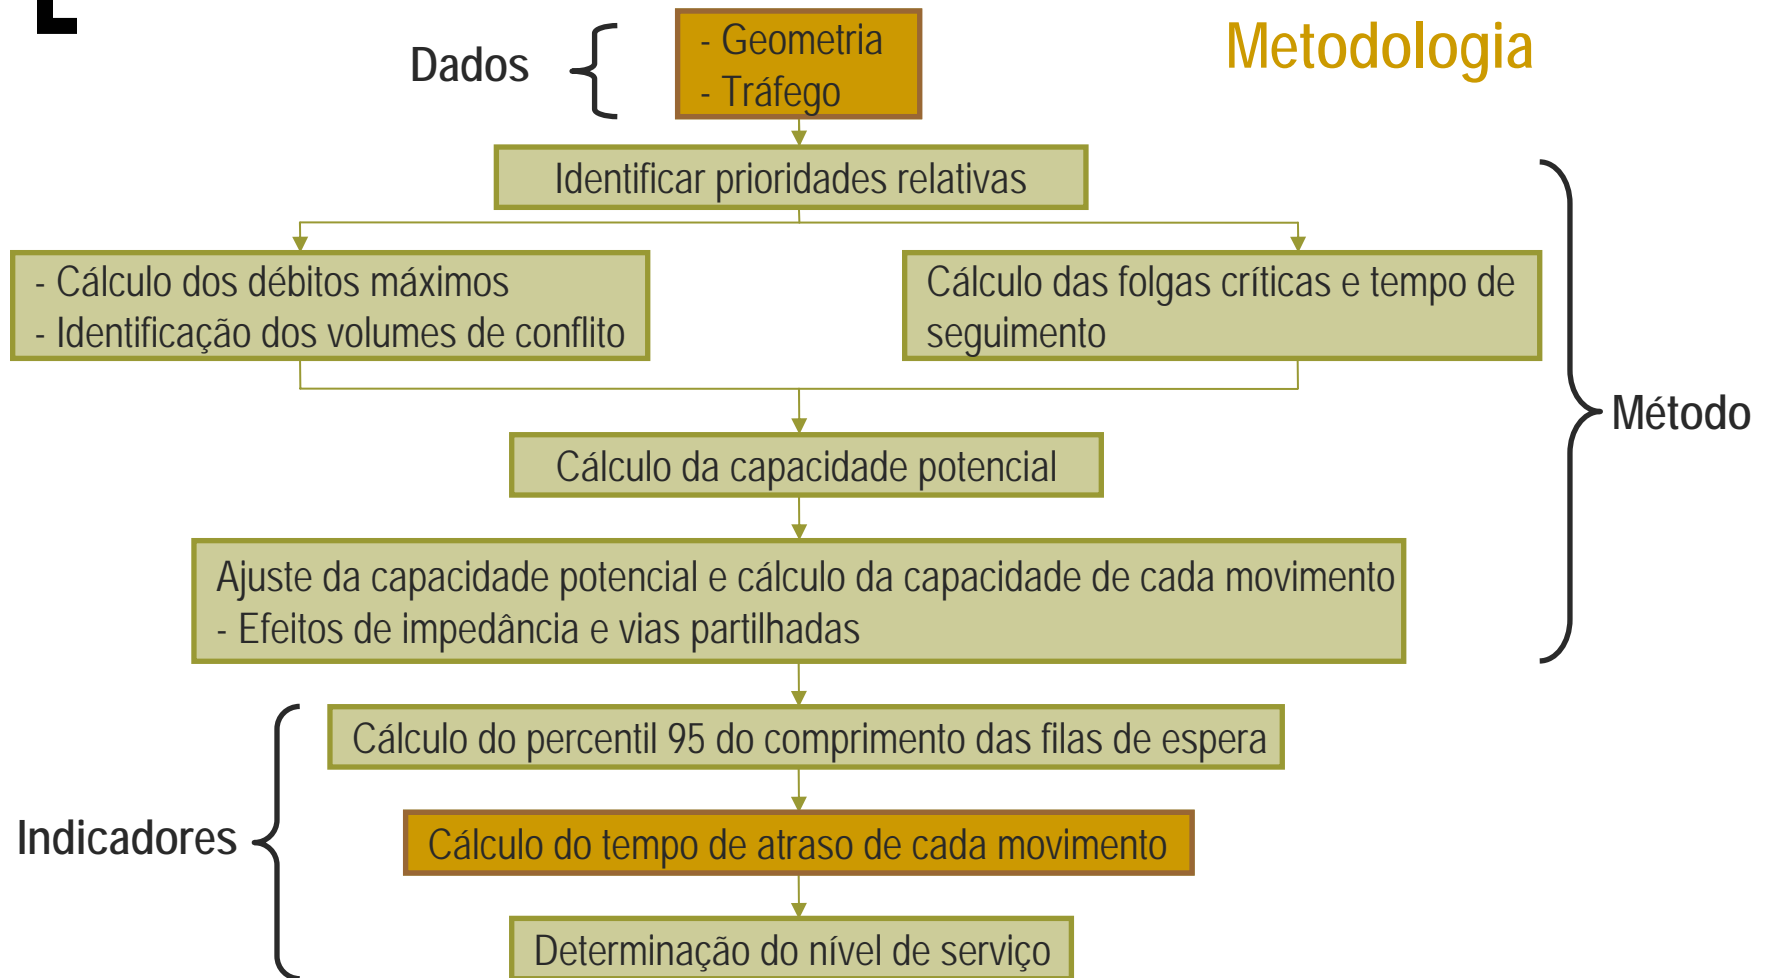 Metodologia
Dados
- Geometria
- Tráfego
Identificar prioridades relativas
- Cálculo dos débitos máximos
- Identificação dos volumes de conflito
Cálculo das folgas críticas e tempo de
seguimento
Método
Cálculo da capacidade potencial
Ajuste da capacidade potencial e cálculo da capacidade de cada movimento
- Efeitos de impedância e vias partilhadas
Indicadores
Cálculo do percentil 95 do comprimento das filas de espera
Cálculo do tempo de atraso de cada movimento
Determinação do nível de serviço